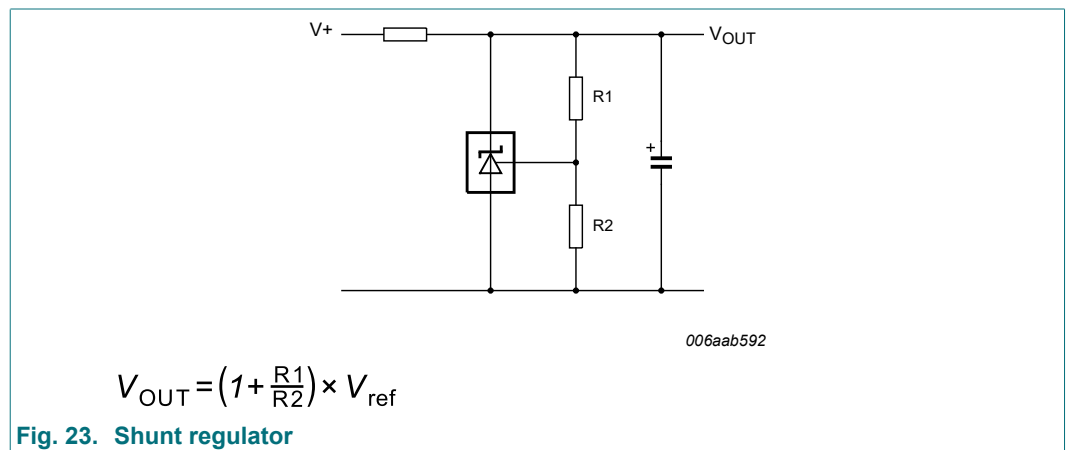 V+
VOUT
R1
+
R2
006aab592
VOUT = (1 + R1/R2) × Vref
Fig. 23. Shunt regulator